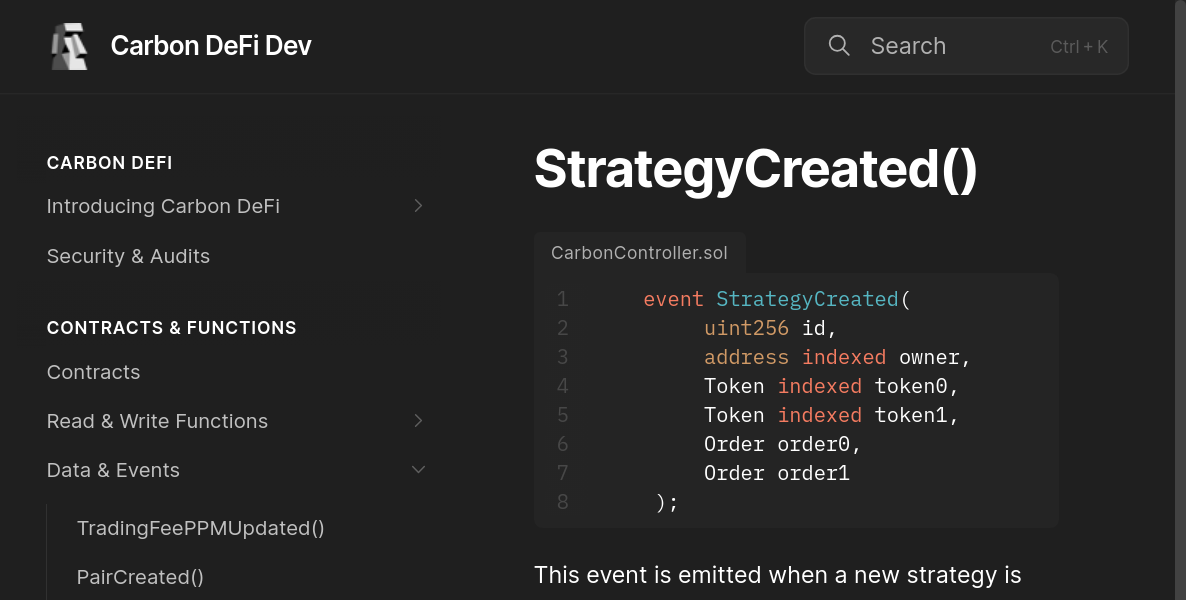 Carbon DeFi Dev
Search
Ctrl + K
CARBON DEFI
Introducing Carbon DeFi
Security & Audits
CONTRACTS & FUNCTIONS
Contracts
Read & Write Functions
Data & Events
TradingFeePPMUpdated()
PairCreated()
StrategyCreated()
CarbonController.sol
1 event StrategyCreated(
2 uint256 id,
3 address indexed owner,
4 Token indexed token0,
5 Token indexed token1,
6 Order order0,
7 Order order1
8 );
This event is emitted when a new strategy is